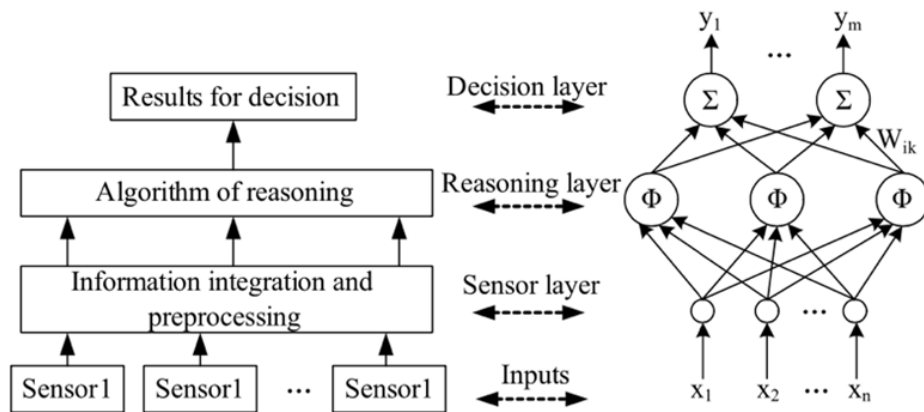 y₁ ... yₘ
Results for decision
Decision layer
Σ Σ
Wᵢₖ
Algorithm of reasoning
Reasoning layer
Φ Φ Φ
Information integration and
preprocessing
Sensor layer
...
Sensor1 Sensor1 ... Sensor1
Inputs
x₁ x₂ ... xₙ